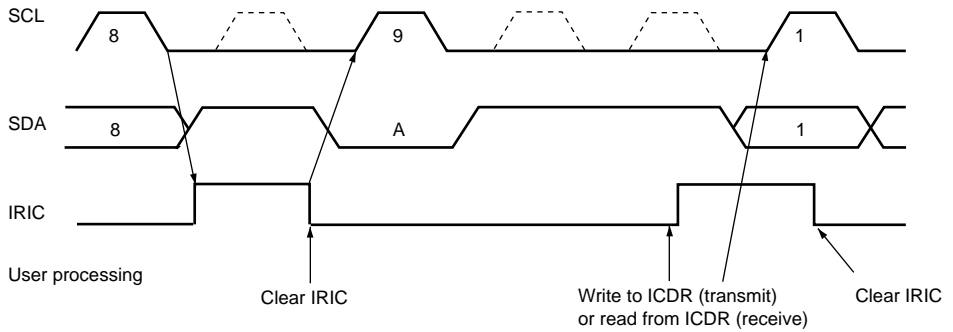 SCL
8
9
1
SDA
8
A
1
IRIC
User processing
Clear IRIC
Write to ICDR (transmit)
or read from ICDR (receive)
Clear IRIC